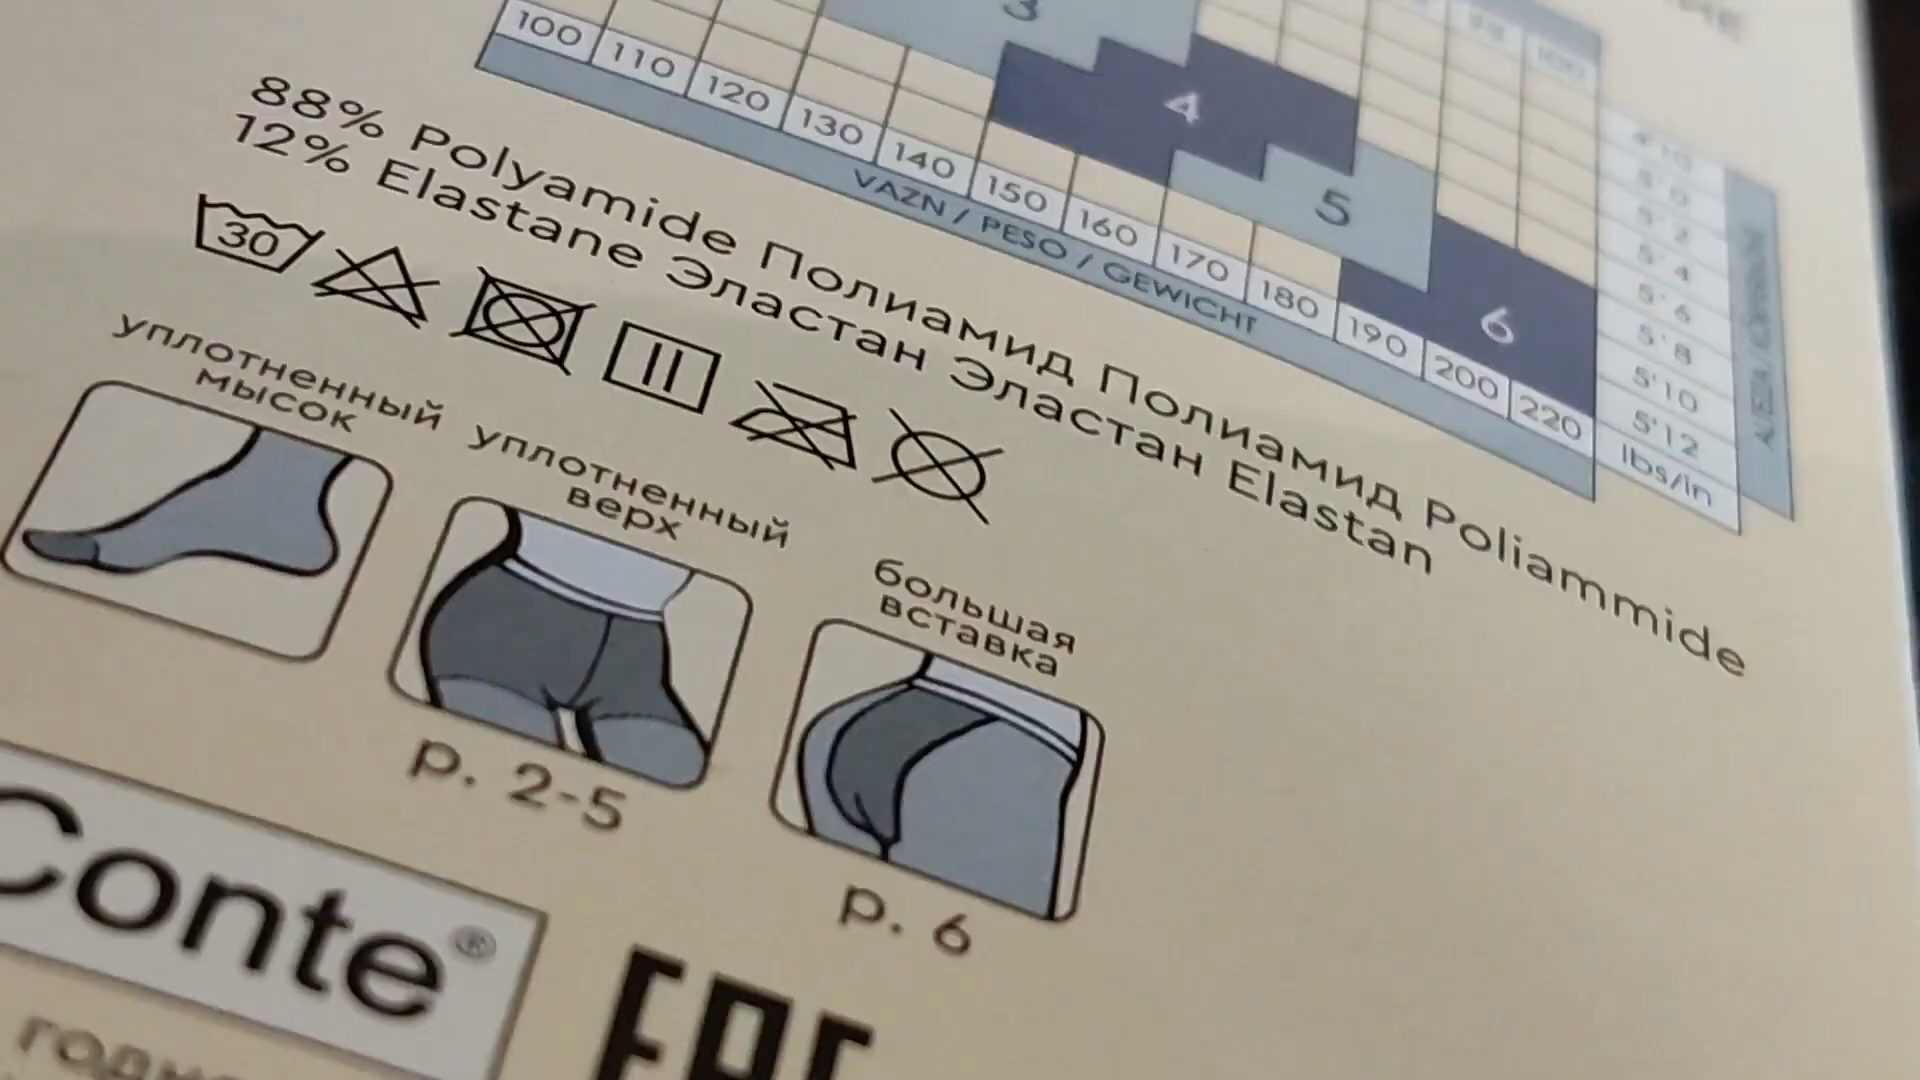 3
4
5
6
100 110 120 130 140 150 160 170 180 190 200 220 lbs/in
VAZN / PESO / GEWICHT
5'0
5'2
5'4
5'6
5'8
5'10
5'12
88% Polyamide Полиамид Полиамид Poliammide
12% Elastane Эластан Эластан Elastan
30
уплотненный
мысок
уплотненный
верх
р. 2-5
большая
вставка
р. 6
Conte®
EAC